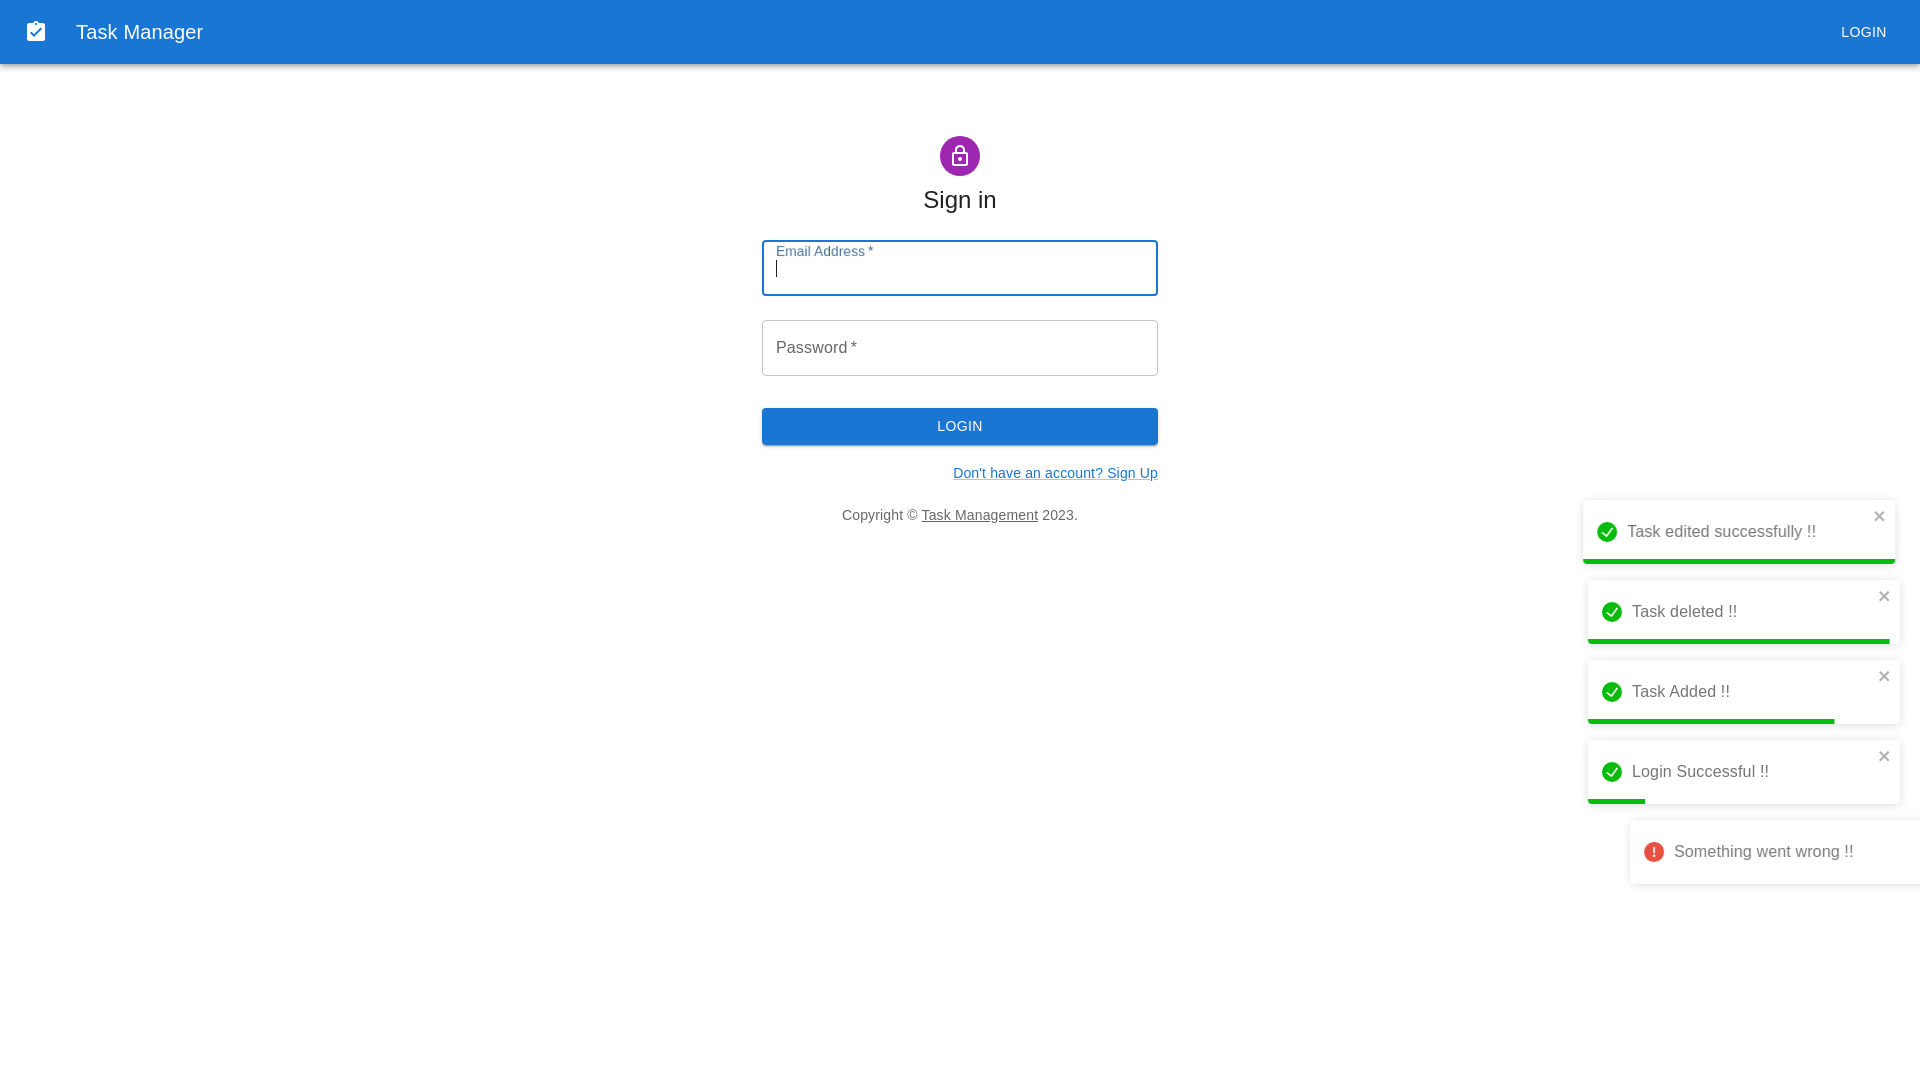 Task Manager
LOGIN
Sign in
Email Address *
Password *
LOGIN
Don't have an account? Sign Up
Copyright © Task Management 2023.
Task edited successfully !!
Task deleted !!
Task Added !!
Login Successful !!
Something went wrong !!